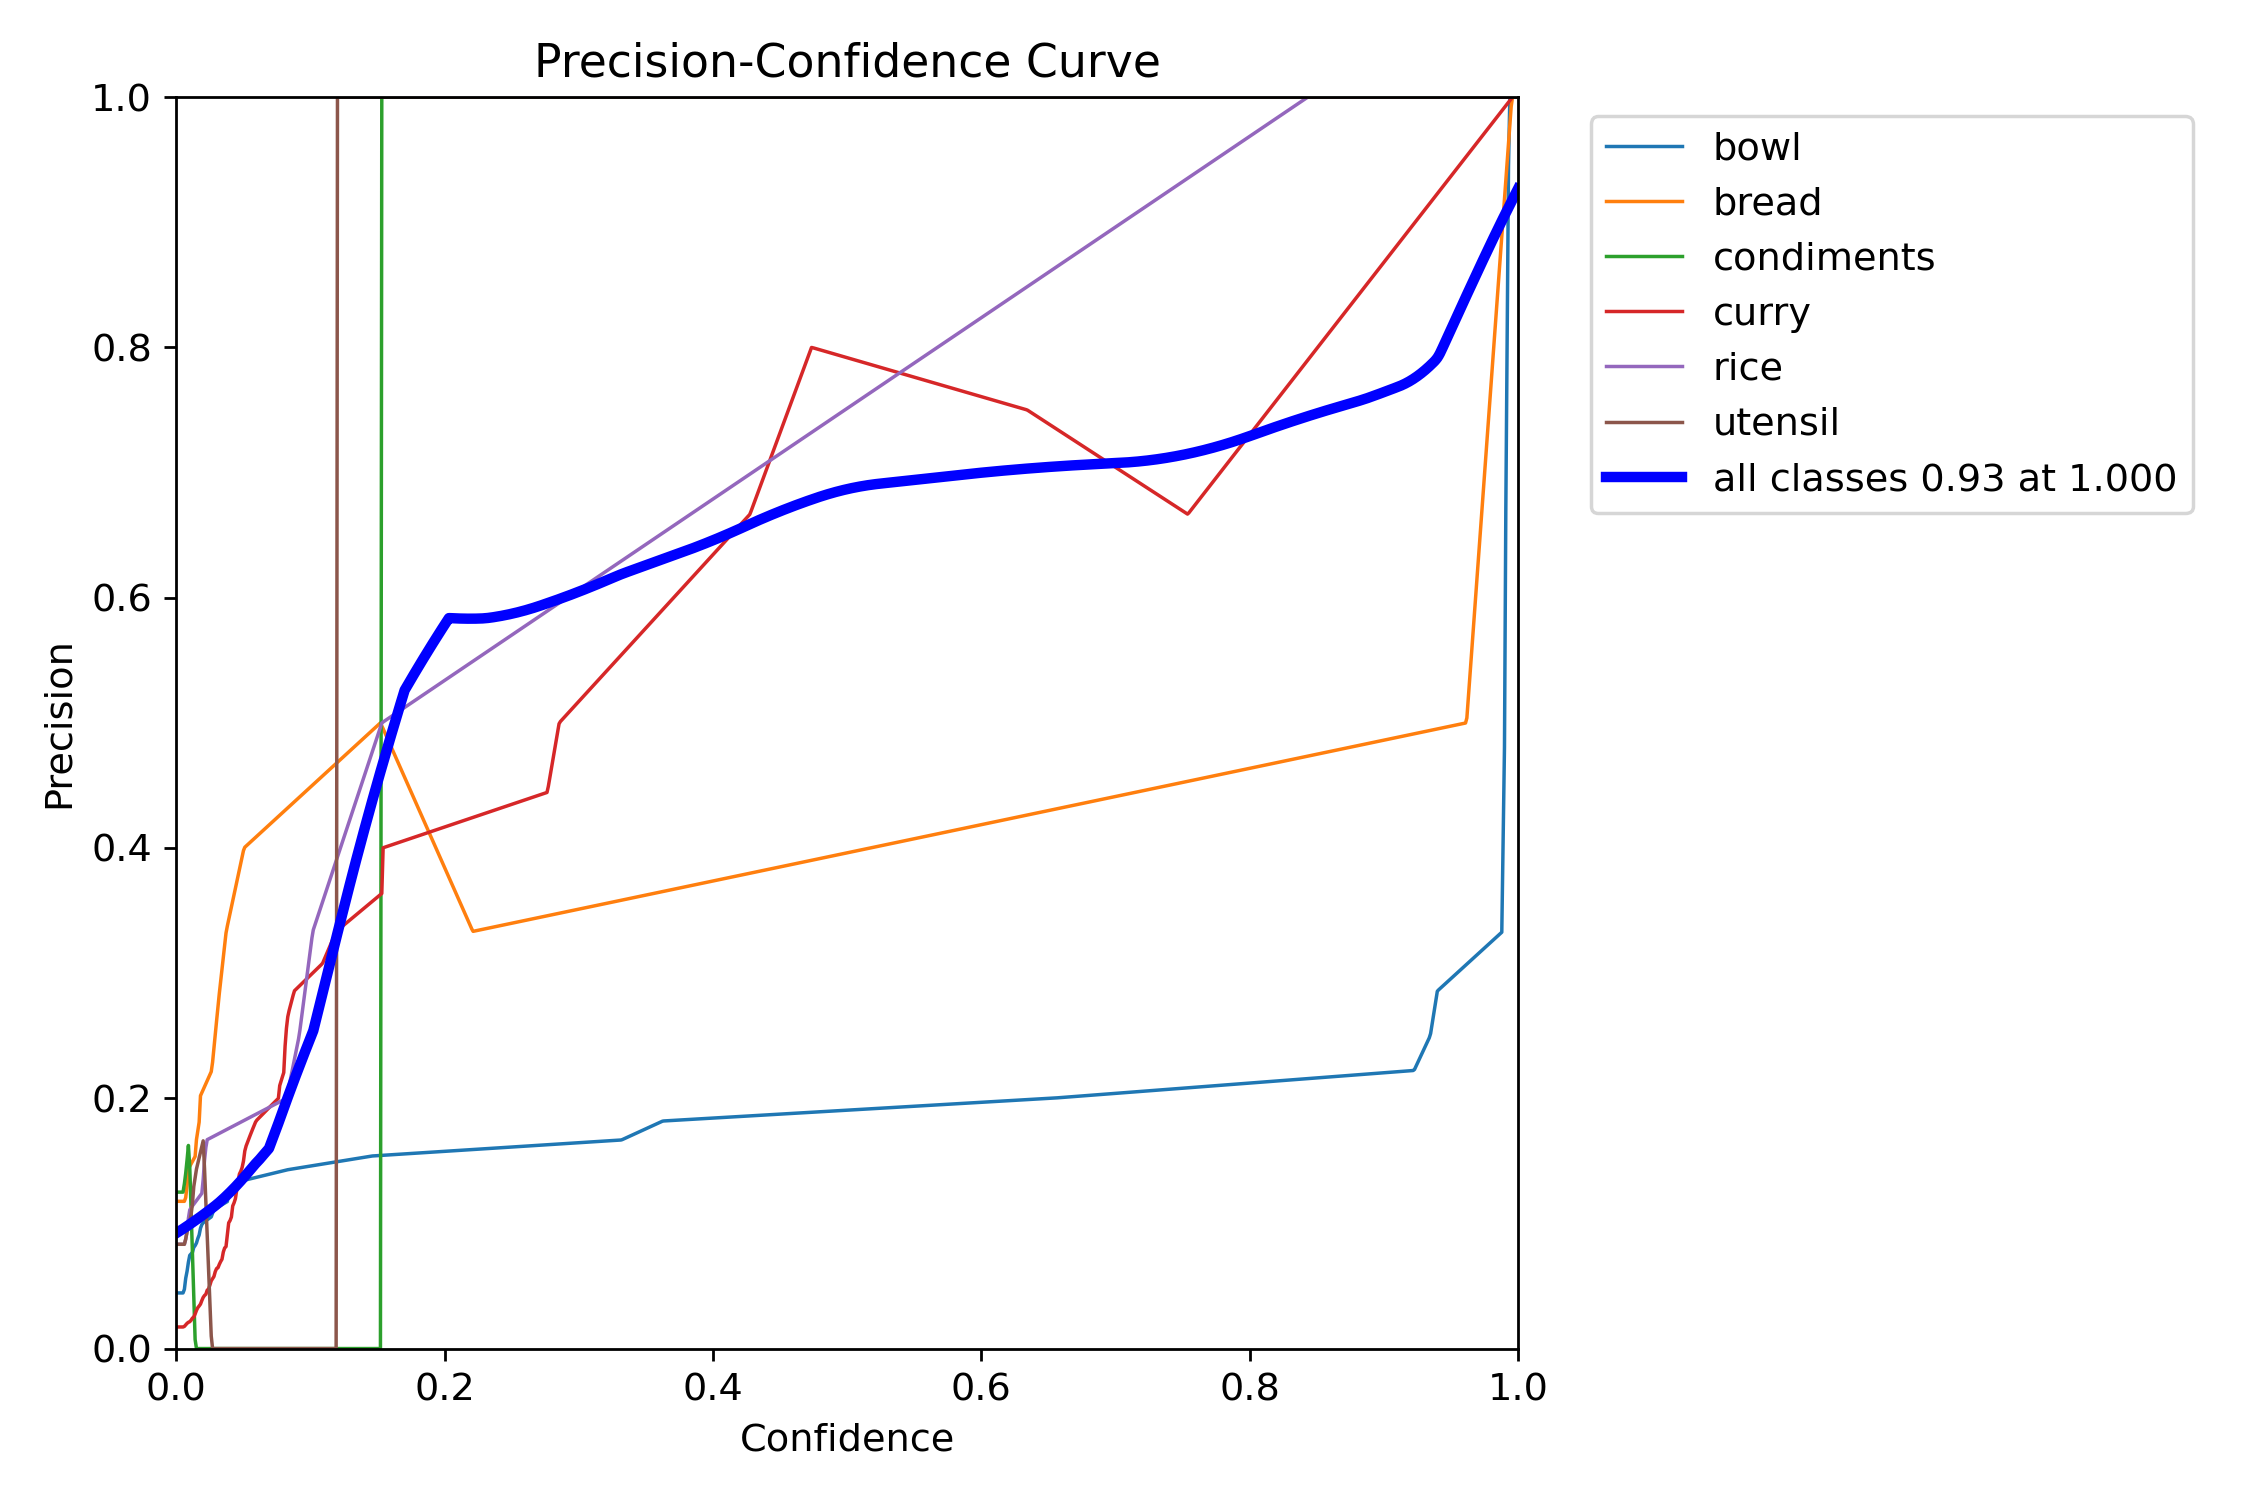 Precision-Confidence Curve
1.0
0.8
0.6
0.4
0.2
0.0
Precision
0.0 0.2 0.4 0.6 0.8 1.0
Confidence
bowl
bread
condiments
curry
rice
utensil
all classes 0.93 at 1.000